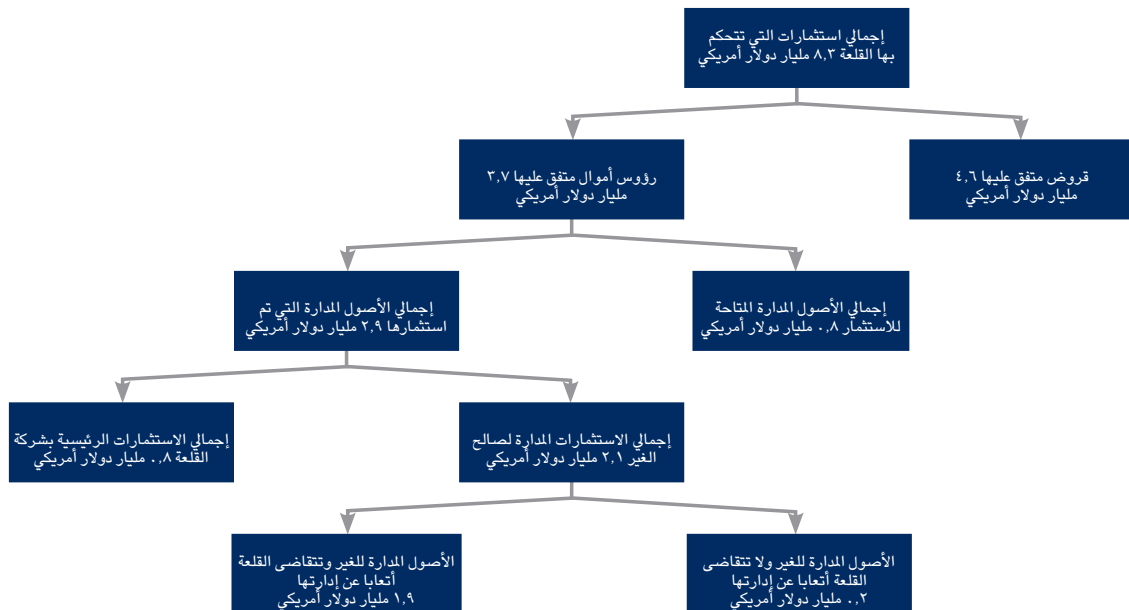 إجمالي استثمارات التي تتحكم
بها القلعة ٨,٣ مليار دولار أمريكي
قروض متفق عليها ٤,٦
مليار دولار أمريكي
رؤوس أموال متفق عليها ٣,٧
مليار دولار أمريكي
إجمالي الأصول المدارة المتاحة
للاستثمار ٠,٨ مليار دولار أمريكي
إجمالي الأصول المدارة التي تم
استثمارها ٢,٩ مليار دولار أمريكي
إجمالي الاستثمارات المدارة لصالح
الغير ٢,١ مليار دولار أمريكي
إجمالي الاستثمارات الرئيسية بشركة
القلعة ٠,٨ مليار دولار أمريكي
الأصول المدارة للغير ولا تتقاضى
القلعة أتعابا عن إدارتها
٠,٢ مليار دولار أمريكي
الأصول المدارة للغير وتتقاضى القلعة
أتعابا عن إدارتها
١,٩ مليار دولار أمريكي